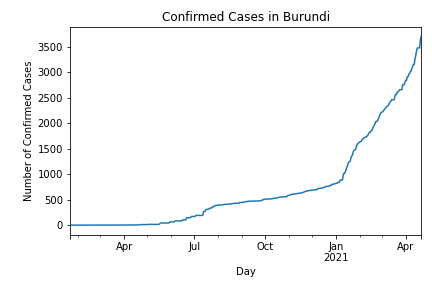 Confirmed Cases in Burundi
Number of Confirmed Cases
3500
3000
2500
2000
1500
1000
500
0
Apr
Jul
Oct
Jan
2021
Apr
Day